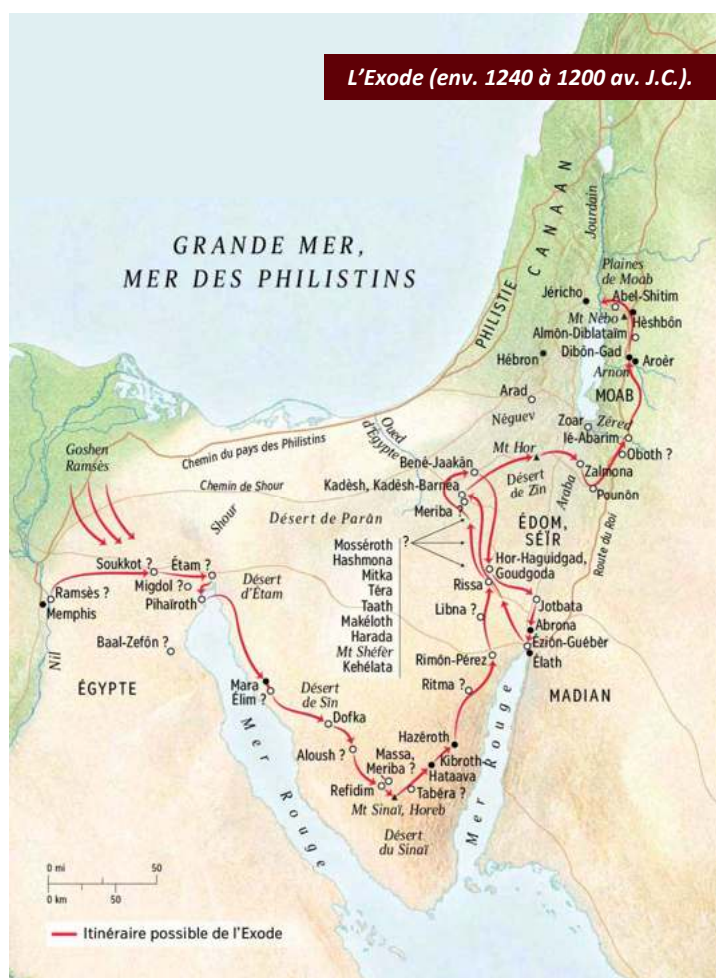 L'Exode (env. 1240 à 1200 av. J.C.).
GRANDE MER,
MER DES PHILISTINS
PHILISTIE
CANAAN
Jourdain
Plaines
de Moab
Jéricho
Abel-Shitim
Mt Nébo
Hèshbôn
Almôn-Diblataïm
Dibôn-Gad
Hébron
Aroèr
Arnon
MOAB
Arad
Néguev
Zoar
Zéred
Iê-Abarim
Oued
d'Égypte
Goshen
Ramsès
Chemin du pays des Philistins
Mt Hor
Oboth ?
Bené-Jaakân
Zalmona
Chemin de Shour
Kadèsh, Kadèsh-Barnéa
Désert
de Zin
Araba
Pounôn
Meriba ?
Shour
Désert de Parân
ÉDOM,
SÉÏR
Route du Roi
Mosséroth
?
Hashmona
Mitka
Tèra
Taath
Makéloth
Harada
Mt Shéfèr
Kehélata
Soukkot ?
Étam ?
Hor-Haguidgad,
Goudgoda
Migdol ?
Désert
d'Étam
Rissa
Ramsès ?
Pihaïroth
Jotbata
Memphis
Libna ?
Abrona
Baal-Zefôn ?
Ézión-Guébèr
Nil
Rimón-Pérez
Élath
ÉGYPTE
Mara
Élim ?
Désert
de Sîn
Ritma ?
MADIAN
Dofka
Hazéroth
Mer Rouge
Aloush ?
Massa,
Meriba ?
Kibroth
Hataava
Mer Rouge
Refidim
Tabéra ?
Mt Sinaï, Horeb
Désert
du Sinaï
0 mi 50
0 km 50
Itinéraire possible de l'Exode